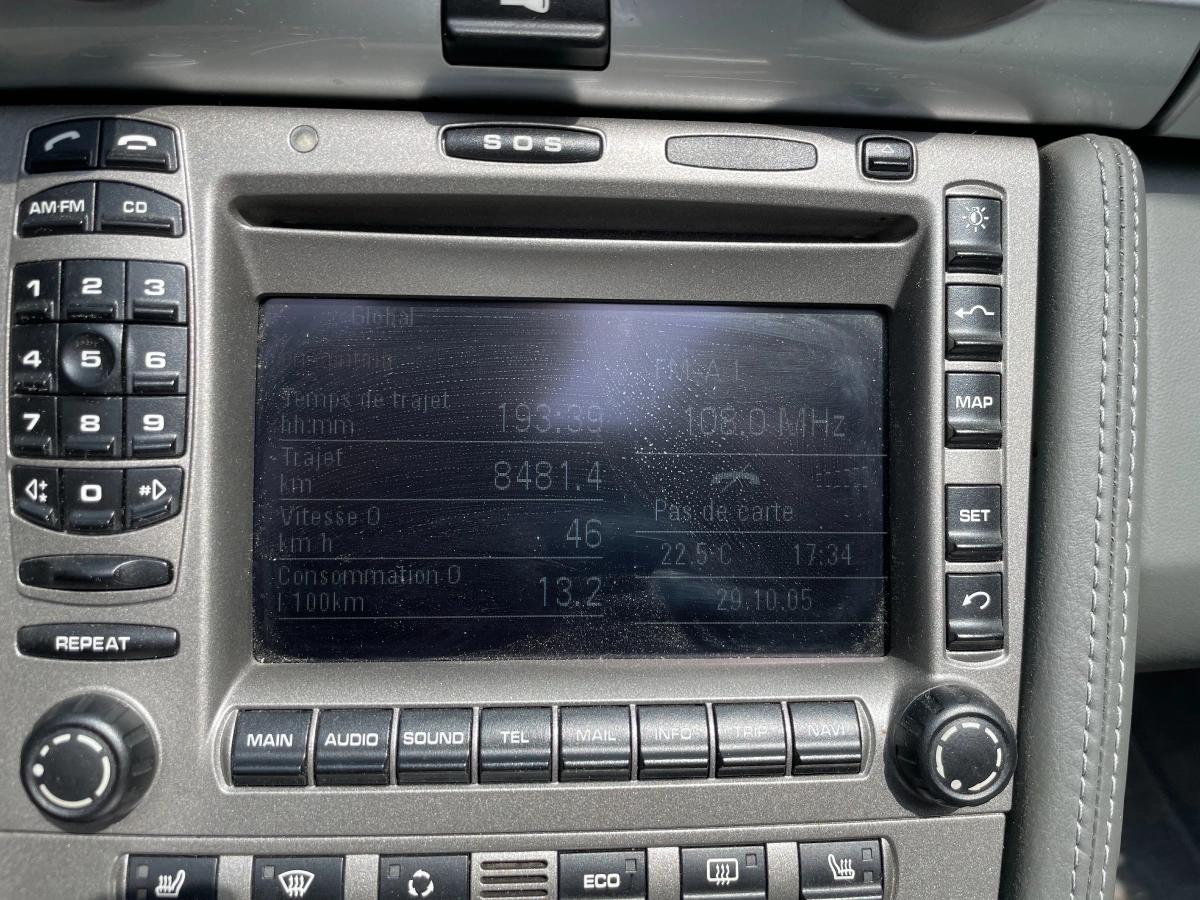 SOS
AM·FM CD
1 2 3
4 5 6
7 8 9
0 #
REPEAT
MAP
SET
Global
Temps de trajet
hh:mm 193:39
Trajet
km 8481.4
Vitesse O
km h 46
Consommation O
l 100km 13.2
FM-A 1
108.0 MHz
Pas de carte
22.5°C 17:34
29.10.05
MAIN AUDIO SOUND TEL MAIL INFO TRIP NAVI
ECO